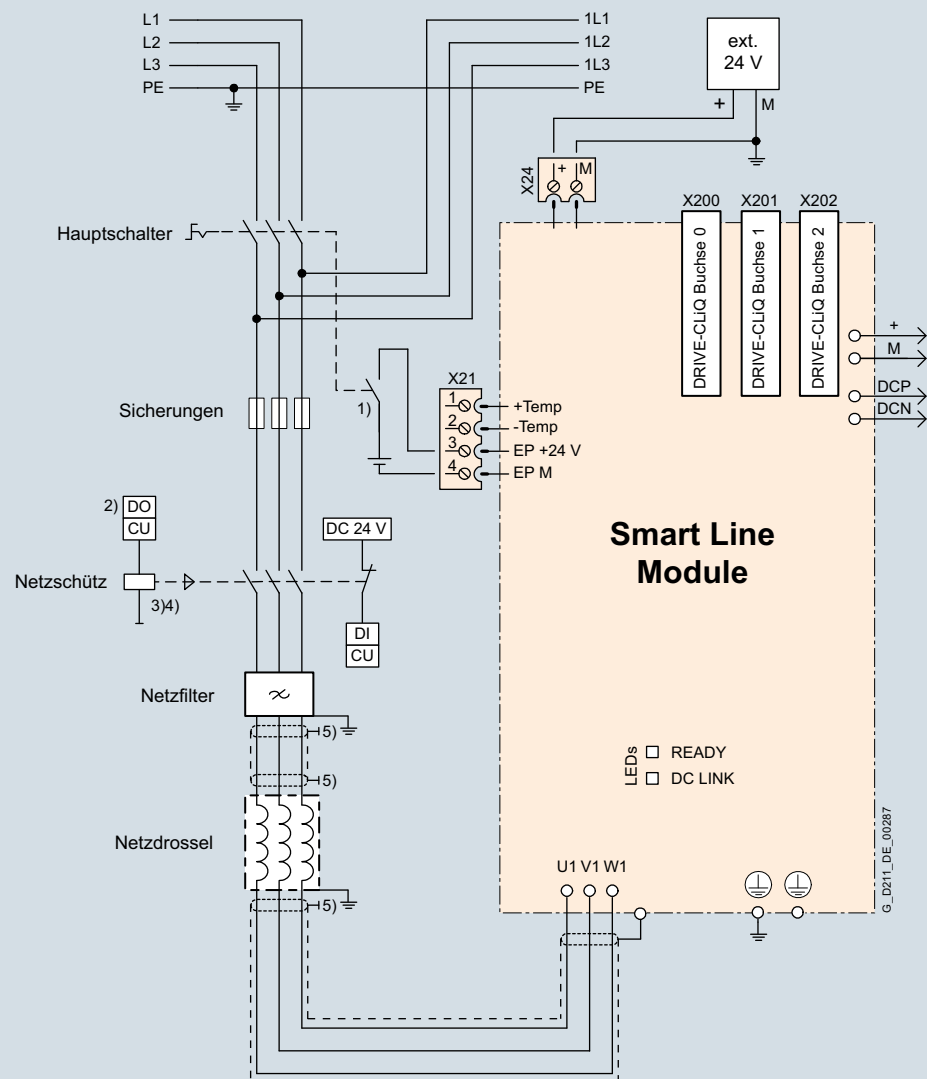 L1
1L1
L2
1L2
L3
1L3
PE
PE
ext.
24 V
+
M
X24
+
M
X200
X201
X202
DRIVE-CLiQ Buchse 0
DRIVE-CLiQ Buchse 1
DRIVE-CLiQ Buchse 2
Hauptschalter
+
M
DCP
DCN
Sicherungen
1)
X21
1
+Temp
2
-Temp
3
EP +24 V
4
EP M
2)
DO
CU
DC 24 V
Smart Line
Module
Netzschütz
3)4)
DI
CU
Netzfilter
5)
5)
LEDs
READY
DC LINK
Netzdrossel
5)
U1 V1 W1
G_D211_DE_00287